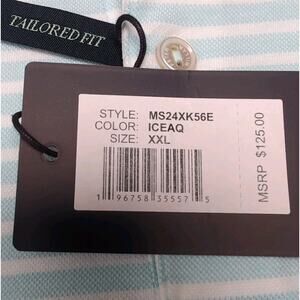 TAILORED FIT
STYLE: MS24XK56E
COLOR: ICEAQ
SIZE: XXL
1 96758 35557 5
MSRP $125.00